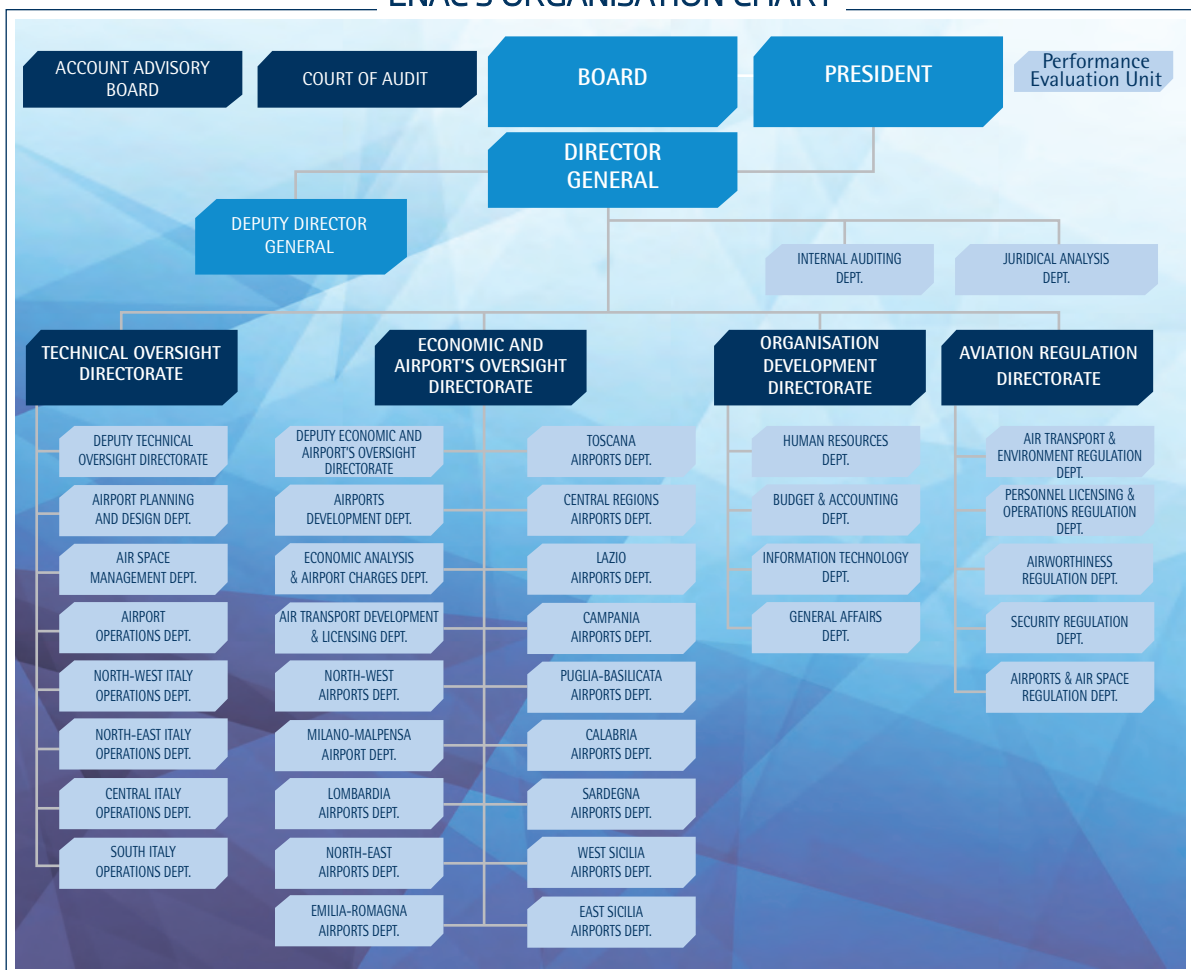 ENAC'S ORGANISATION CHART
ACCOUNT ADVISORY
BOARD
COURT OF AUDIT
BOARD
PRESIDENT
Performance
Evaluation Unit
DIRECTOR
GENERAL
DEPUTY DIRECTOR
GENERAL
INTERNAL AUDITING
DEPT.
JURIDICAL ANALYSIS
DEPT.
TECHNICAL OVERSIGHT
DIRECTORATE
ECONOMIC AND
AIRPORT'S OVERSIGHT
DIRECTORATE
ORGANISATION
DEVELOPMENT
DIRECTORATE
AVIATION REGULATION
DIRECTORATE
DEPUTY TECHNICAL
OVERSIGHT DIRECTORATE
AIRPORT PLANNING
AND DESIGN DEPT.
AIR SPACE
MANAGEMENT DEPT.
AIRPORT
OPERATIONS DEPT.
NORTH-WEST ITALY
OPERATIONS DEPT.
NORTH-EAST ITALY
OPERATIONS DEPT.
CENTRAL ITALY
OPERATIONS DEPT.
SOUTH ITALY
OPERATIONS DEPT.
DEPUTY ECONOMIC AND
AIRPORT'S OVERSIGHT
DIRECTORATE
AIRPORTS
DEVELOPMENT DEPT.
ECONOMIC ANALYSIS
& AIRPORT CHARGES DEPT.
AIR TRANSPORT DEVELOPMENT
& LICENSING DEPT.
NORTH-WEST
AIRPORTS DEPT.
MILANO-MALPENSA
AIRPORT DEPT.
LOMBARDIA
AIRPORTS DEPT.
NORTH-EAST
AIRPORTS DEPT.
EMILIA-ROMAGNA
AIRPORTS DEPT.
TOSCANA
AIRPORTS DEPT.
CENTRAL REGIONS
AIRPORTS DEPT.
LAZIO
AIRPORTS DEPT.
CAMPANIA
AIRPORTS DEPT.
PUGLIA-BASILICATA
AIRPORTS DEPT.
CALABRIA
AIRPORTS DEPT.
SARDEGNA
AIRPORTS DEPT.
WEST SICILIA
AIRPORTS DEPT.
EAST SICILIA
AIRPORTS DEPT.
HUMAN RESOURCES
DEPT.
BUDGET & ACCOUNTING
DEPT.
INFORMATION TECHNOLOGY
DEPT.
GENERAL AFFAIRS
DEPT.
AIR TRANSPORT &
ENVIRONMENT REGULATION
DEPT.
PERSONNEL LICENSING &
OPERATIONS REGULATION
DEPT.
AIRWORTHINESS
REGULATION DEPT.
SECURITY REGULATION
DEPT.
AIRPORTS & AIR SPACE
REGULATION DEPT.